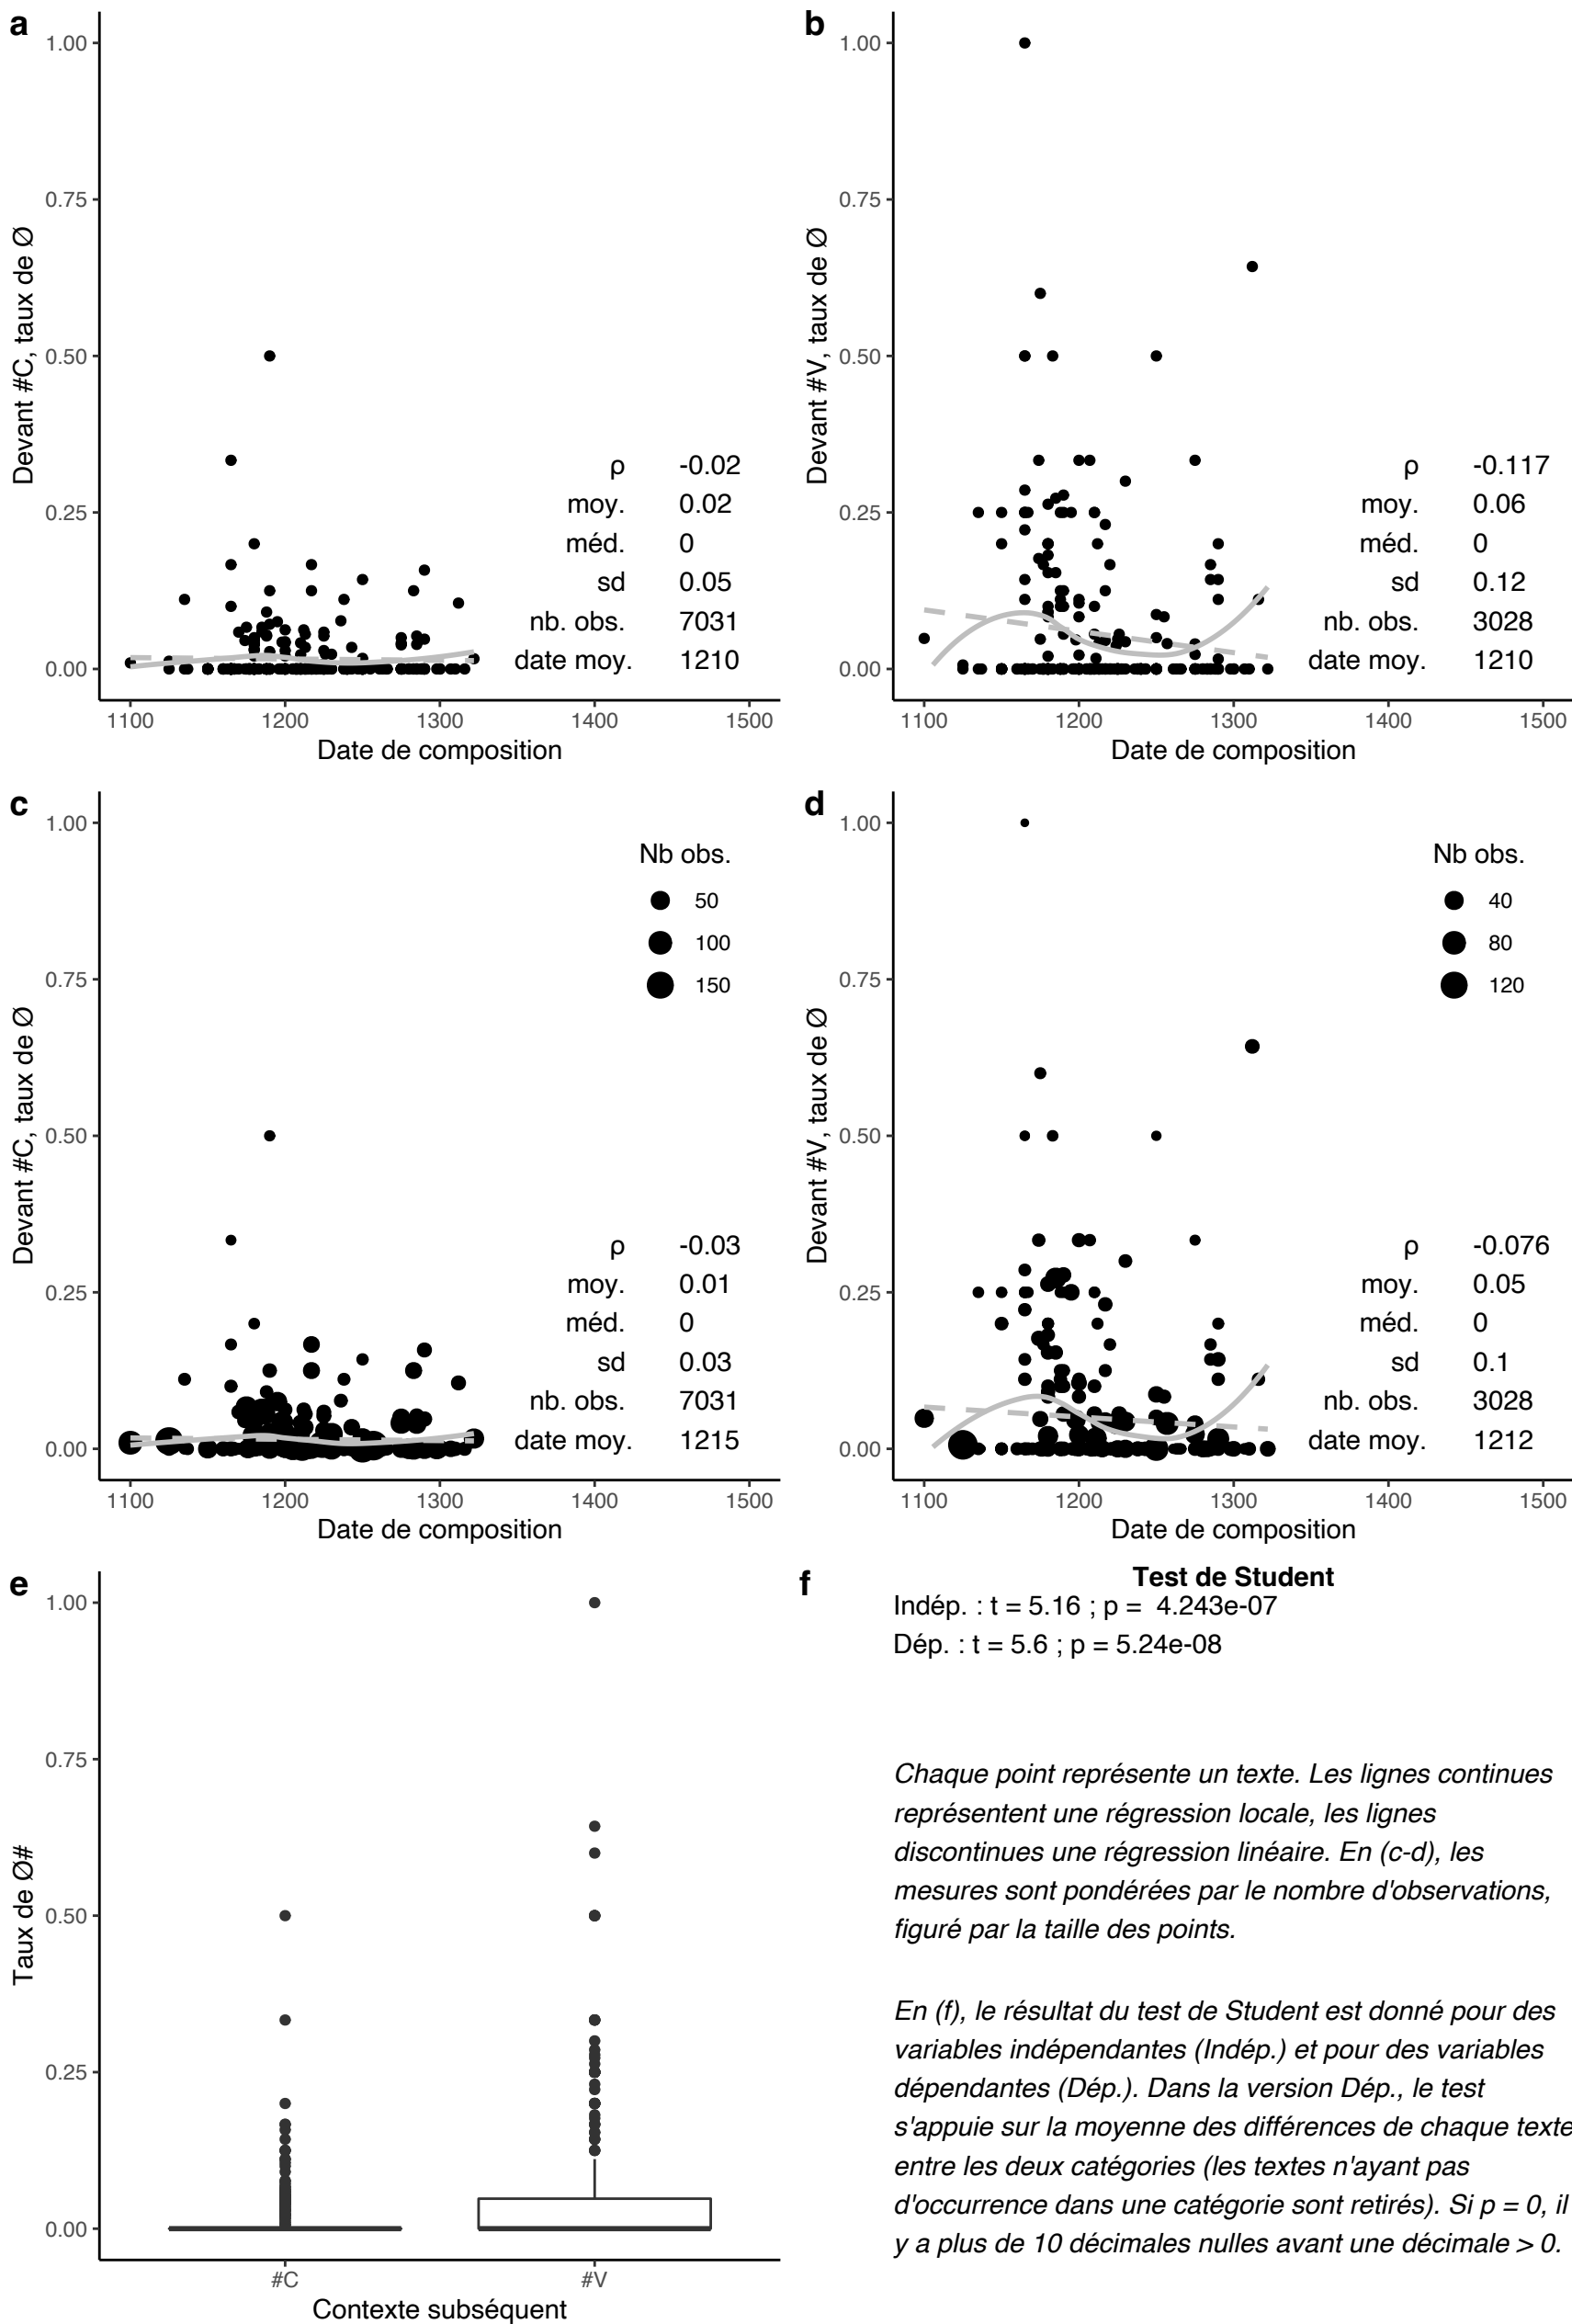 a
1.00
0.75
0.50
0.25
0.00
Devant #C, taux de Ø
ρ -0.02
moy. 0.02
méd. 0
sd 0.05
nb. obs. 7031
date moy. 1210
1100 1200 1300 1400 1500
Date de composition
b
1.00
0.75
0.50
0.25
0.00
Devant #V, taux de Ø
ρ -0.117
moy. 0.06
méd. 0
sd 0.12
nb. obs. 3028
date moy. 1210
1100 1200 1300 1400 1500
Date de composition
c
1.00
0.75
0.50
0.25
0.00
Devant #C, taux de Ø
Nb obs.
50
100
150
ρ -0.03
moy. 0.01
méd. 0
sd 0.03
nb. obs. 7031
date moy. 1215
1100 1200 1300 1400 1500
Date de composition
d
1.00
0.75
0.50
0.25
0.00
Devant #V, taux de Ø
Nb obs.
40
80
120
ρ -0.076
moy. 0.05
méd. 0
sd 0.1
nb. obs. 3028
date moy. 1212
1100 1200 1300 1400 1500
Date de composition
e
1.00
0.75
0.50
0.25
0.00
Taux de Ø#
#C #V
Contexte subséquent
f
Test de Student
Indép. : t = 5.16 ; p = 4.243e-07
Dép. : t = 5.6 ; p = 5.24e-08
Chaque point représente un texte. Les lignes continues
représentent une régression locale, les lignes
discontinues une régression linéaire. En (c-d), les
mesures sont pondérées par le nombre d'observations,
figuré par la taille des points.
En (f), le résultat du test de Student est donné pour des
variables indépendantes (Indép.) et pour des variables
dépendantes (Dép.). Dans la version Dép., le test
s'appuie sur la moyenne des différences de chaque texte
entre les deux catégories (les textes n'ayant pas
d'occurrence dans une catégorie sont retirés). Si p = 0, il
y a plus de 10 décimales nulles avant une décimale > 0.